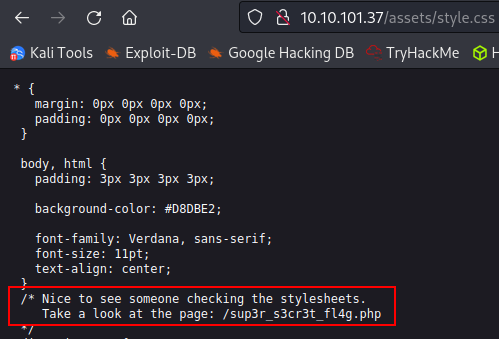 10.10.101.37/assets/style.css
Kali Tools Exploit-DB Google Hacking DB TryHackMe
* {
margin: 0px 0px 0px 0px;
padding: 0px 0px 0px 0px;
}
body, html {
padding: 3px 3px 3px 3px;
background-color: #D8DBE2;
font-family: Verdana, sans-serif;
font-size: 11pt;
text-align: center;
}
/* Nice to see someone checking the stylesheets.
Take a look at the page: /sup3r_s3cr3t_fl4g.php
*/